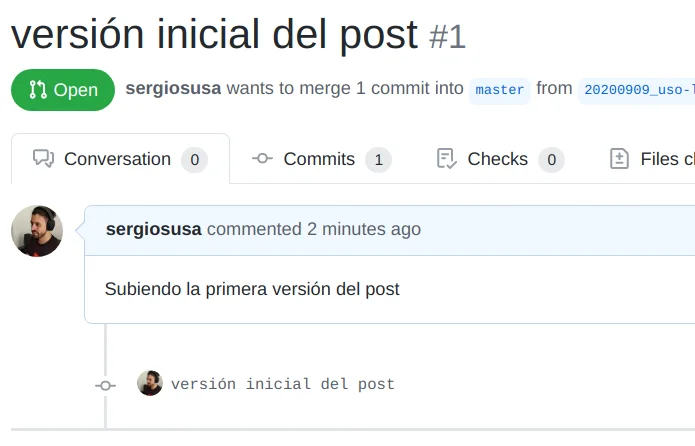 versión inicial del post #1
Open sergiosusa wants to merge 1 commit into master from 20200909_uso-
Conversation 0 Commits 1 Checks 0 Files
sergiosusa commented 2 minutes ago
Subiendo la primera versión del post
versión inicial del post